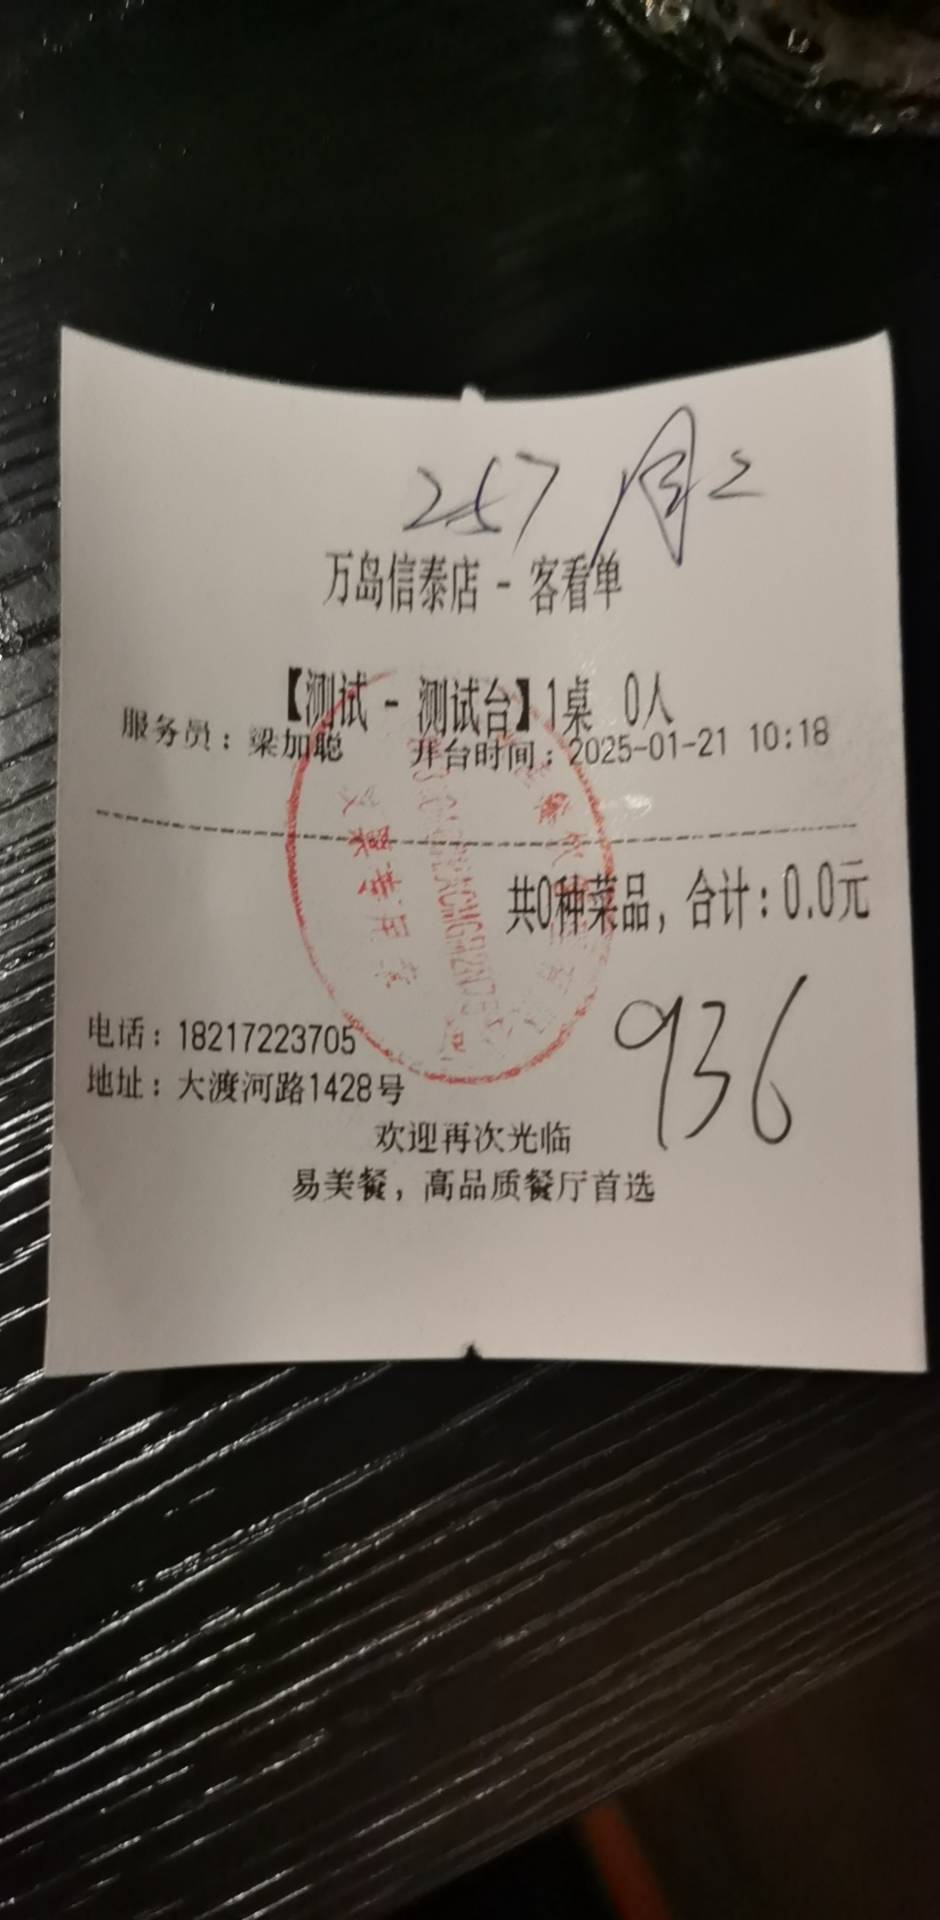 257 周2
万岛信泰店 - 客看单
【测试 - 测试台】1桌 0人
服务员：梁加聪 开台时间：2025-01-21 10:18
共0种菜品，合计：0.0元
936
电话：18217223705
地址：大渡河路1428号
欢迎再次光临
易美餐，高品质餐厅首选